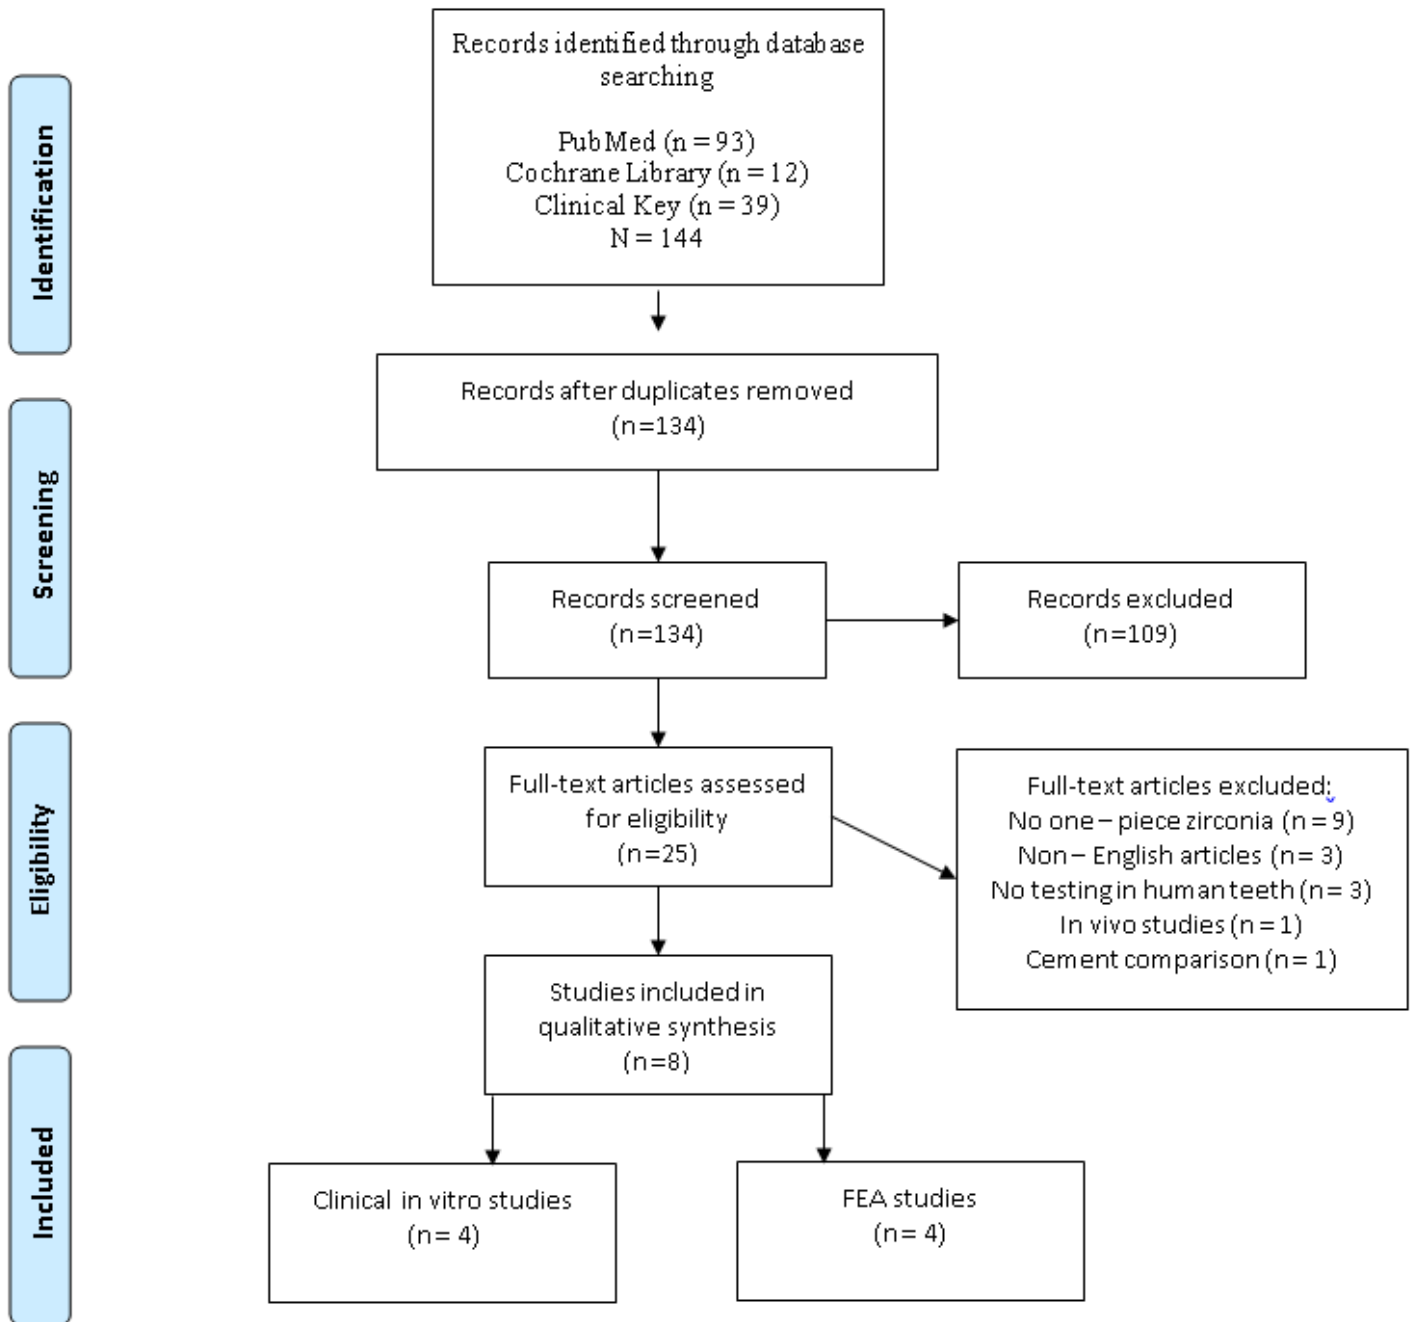 Identification
Records identified through database
searching
PubMed (n = 93)
Cochrane Library (n = 12)
Clinical Key (n = 39)
N = 144
Records after duplicates removed
(n=134)
Screening
Records screened
(n=134)
Records excluded
(n=109)
Eligibility
Full-text articles assessed
for eligibility
(n=25)
Full-text articles excluded:
No one – piece zirconia (n = 9)
Non – English articles (n = 3)
No testing in human teeth (n = 3)
In vivo studies (n = 1)
Cement comparison (n = 1)
Studies included in
qualitative synthesis
(n=8)
Included
Clinical in vitro studies
(n= 4)
FEA studies
(n= 4)